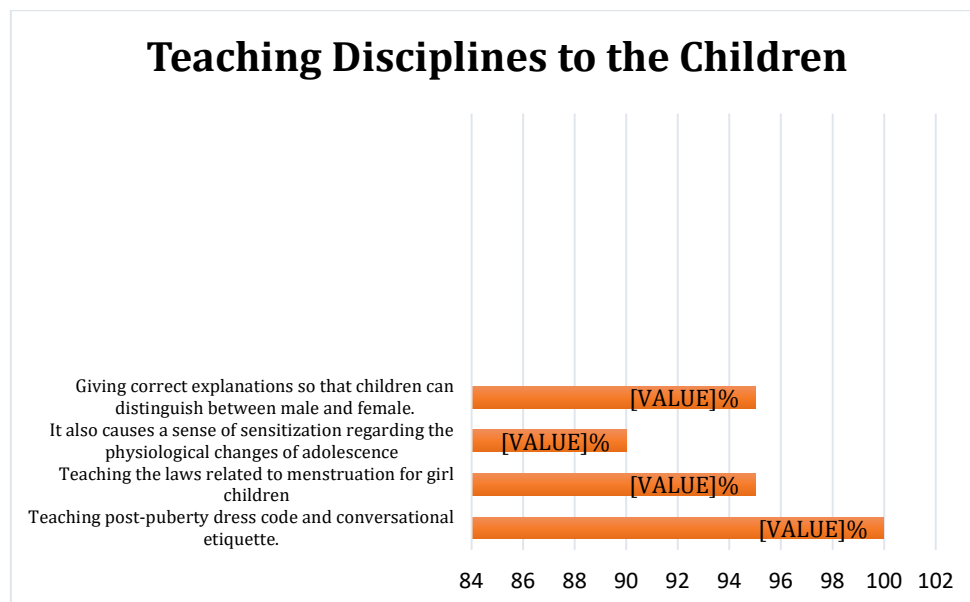 Teaching Disciplines to the Children
Giving correct explanations so that children can
distinguish between male and female.
[VALUE]%
It also causes a sense of sensitization regarding the
physiological changes of adolescence
[VALUE]%
Teaching the laws related to menstruation for girl
children
[VALUE]%
Teaching post-puberty dress code and conversational
etiquette.
[VALUE]%
84 86 88 90 92 94 96 98 100 102